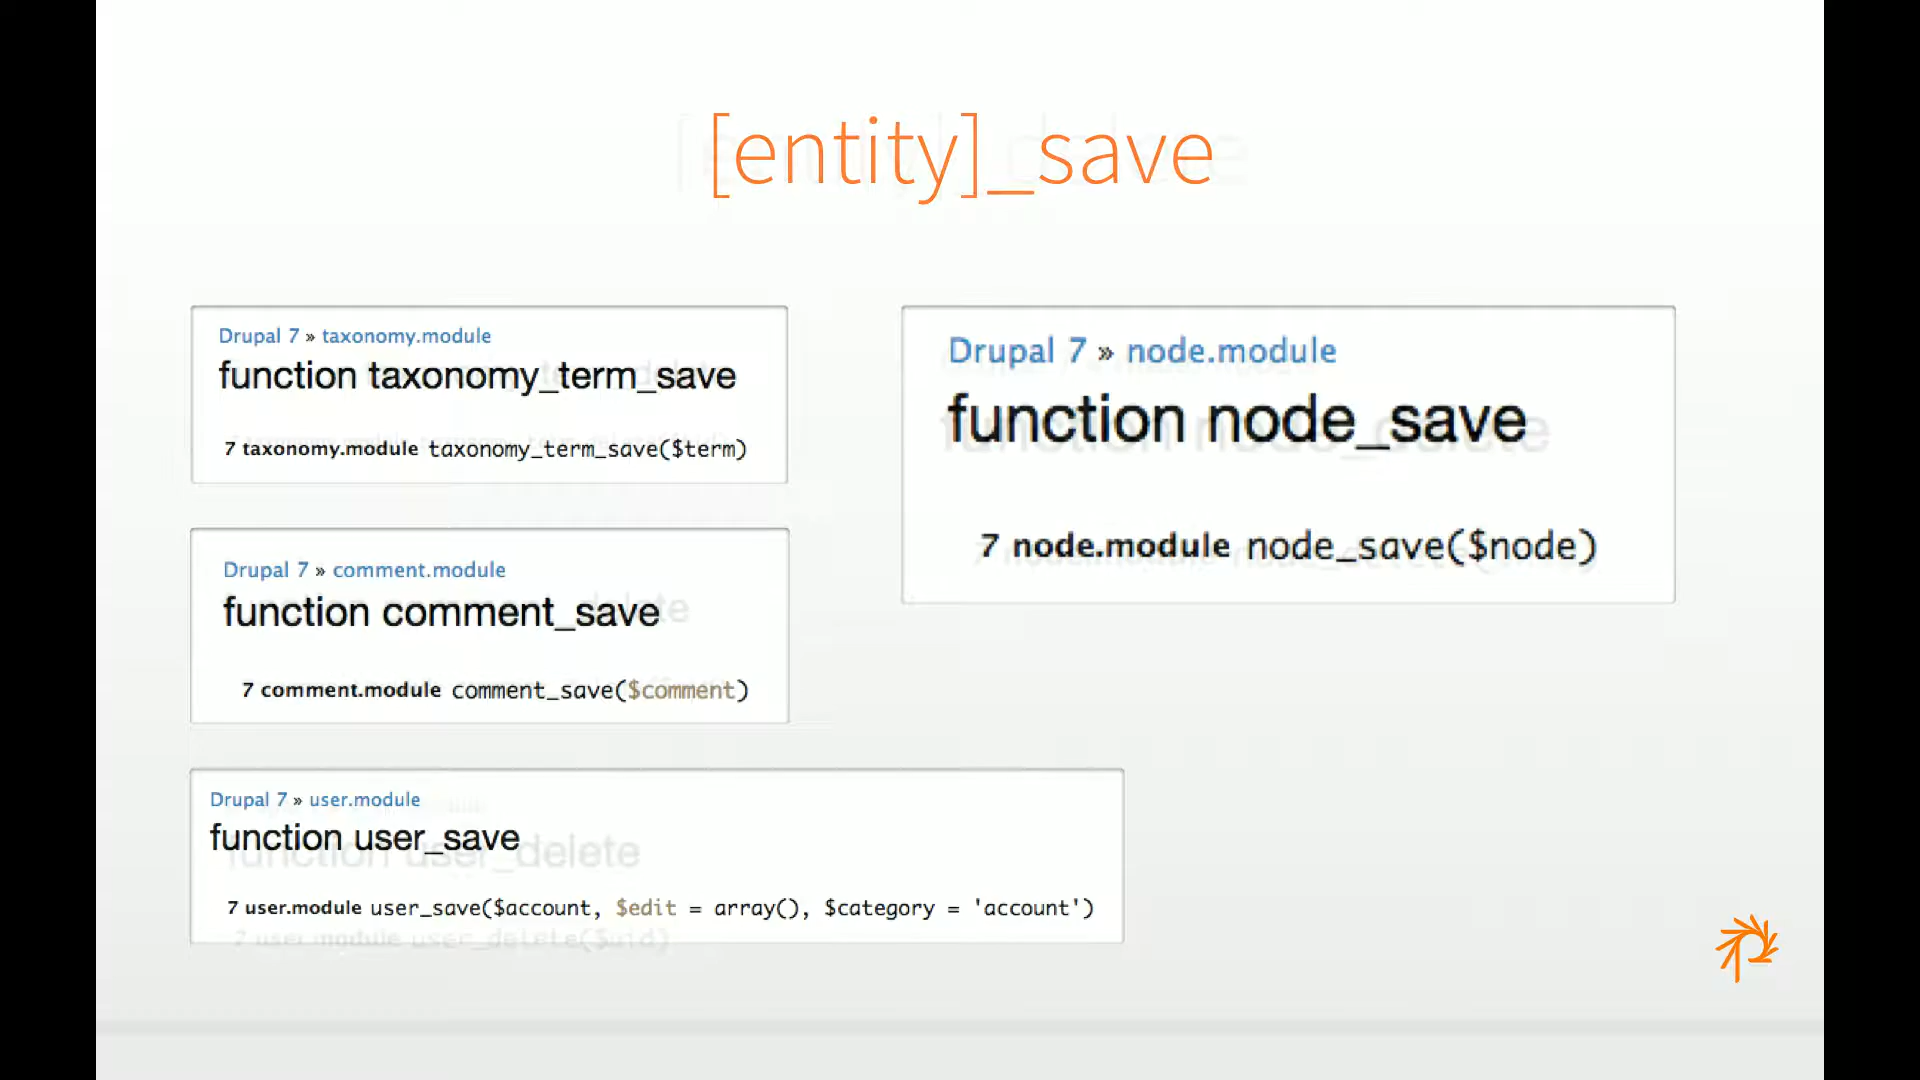 [entity]_save
Drupal 7 » taxonomy.module
function taxonomy_term_save
7 taxonomy.module taxonomy_term_save($term)
Drupal 7 » comment.module
function comment_save
7 comment.module comment_save($comment)
Drupal 7 » user.module
function user_save
7 user.module user_save($account, $edit = array(), $category = 'account')
Drupal 7 » node.module
function node_save
7 node.module node_save($node)